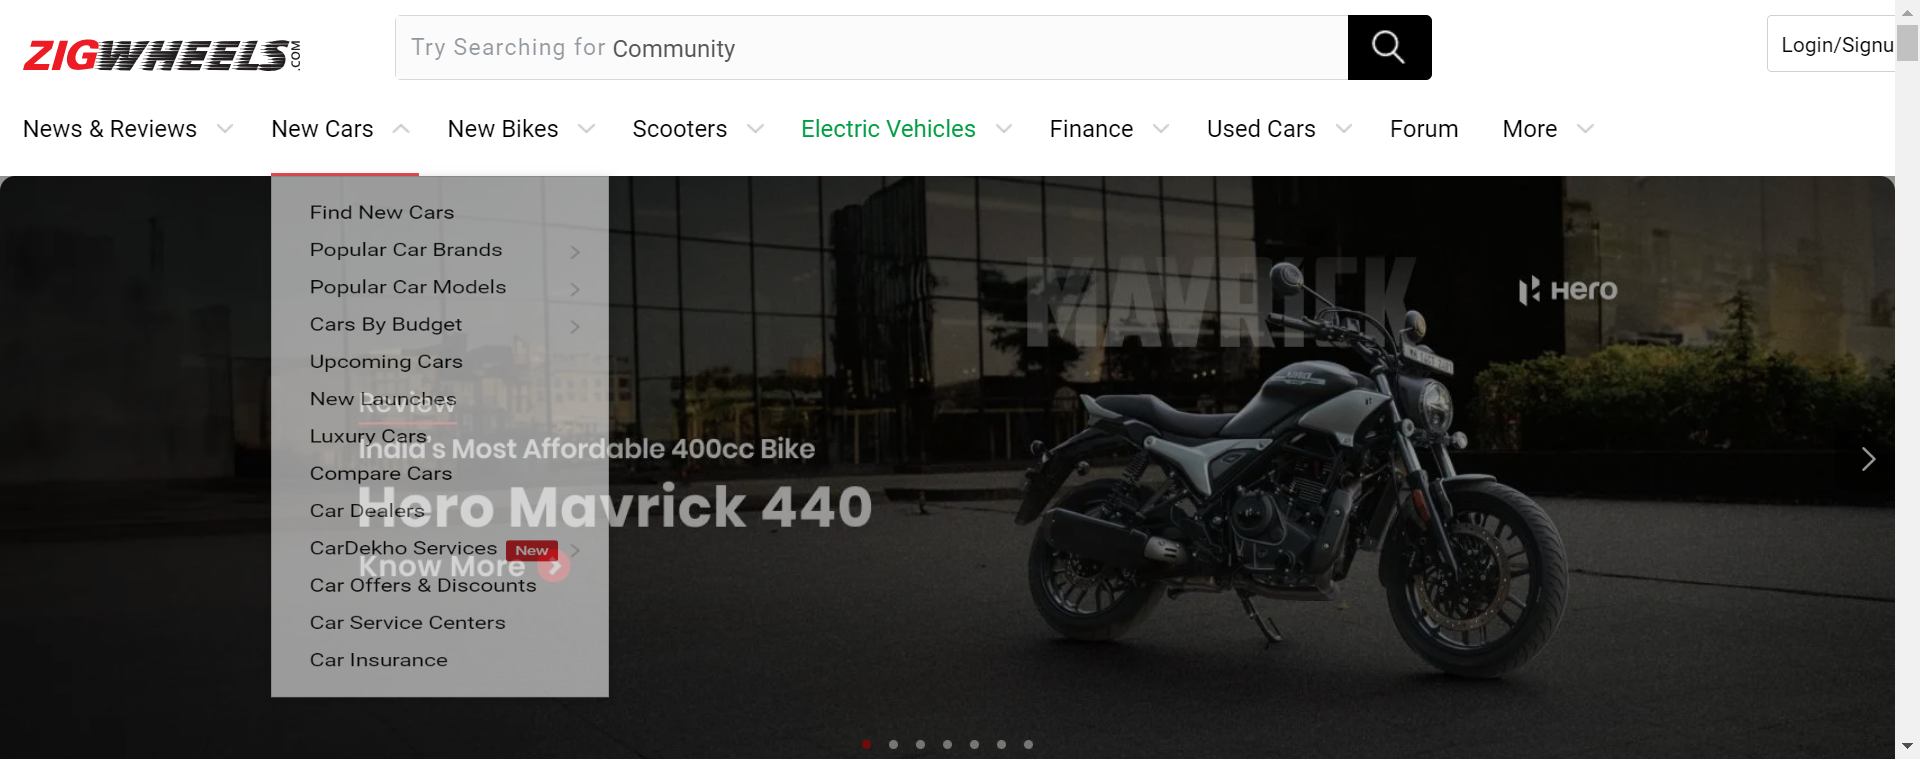 ZIGWHEELS.COM
Try Searching for Community
Login/Signu
News & Reviews
New Cars
New Bikes
Scooters
Electric Vehicles
Finance
Used Cars
Forum
More
Find New Cars
Popular Car Brands
Popular Car Models
Cars By Budget
Upcoming Cars
New Launches
Luxury Cars
Compare Cars
Car Dealers
CarDekho Services New
Car Offers & Discounts
Car Service Centers
Car Insurance
Review
India's Most Affordable 400cc Bike
Hero Mavrick 440
Know More
MAVRICK
Hero